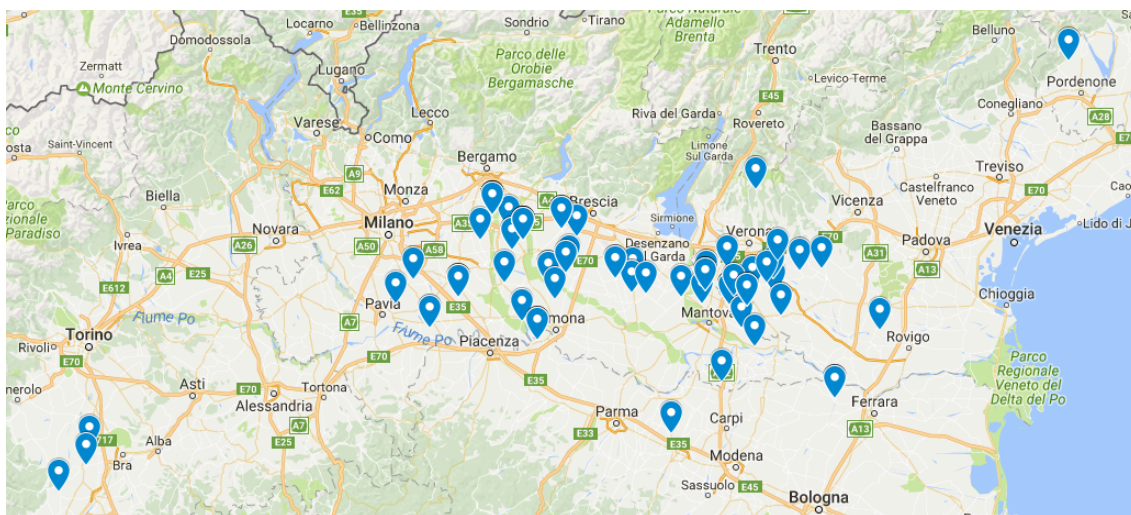 Locarno
E35
Bellinzona
Sondrio
Tirano
Parco Naturale
Adamello
Brenta
Belluno
Domodossola
Trento
Zermatt
Monte Cervino
Lugano
Parco delle
Orobie
Bergamasche
Levico Terme
Pordenone
E45
Conegliano
A28
Lecco
Riva del Garda
Rovereto
Saint-Vincent
Varese
Como
Limone
Sul Garda
Bassano
del Grappa
Bergamo
Treviso
Biella
E62
A9
Monza
Brescia
Vicenza
Castelfranco
Veneto
E70
Parco
Paradiso
Ivrea
Novara
Milano
Sirmione
Desenzano
del Garda
Verona
E70
Padova
Venezia
Lido di
A26
A50
A58
E70
A31
A13
E25
A4
E612
Pavia
E35
Mantova
Chioggia
Torino
Fiume Po
A7
Fiume Po
Piacenza
Rovigo
Rivoli
E70
E70
E35
Parco
Regionale
Veneto del
Delta del Po
Asti
E70
Tortona
Alessandria
Parma
Carpi
Ferrara
A13
Alba
Bra
A7
E25
E33
E35
Modena
Sassuolo
E45
Bologna